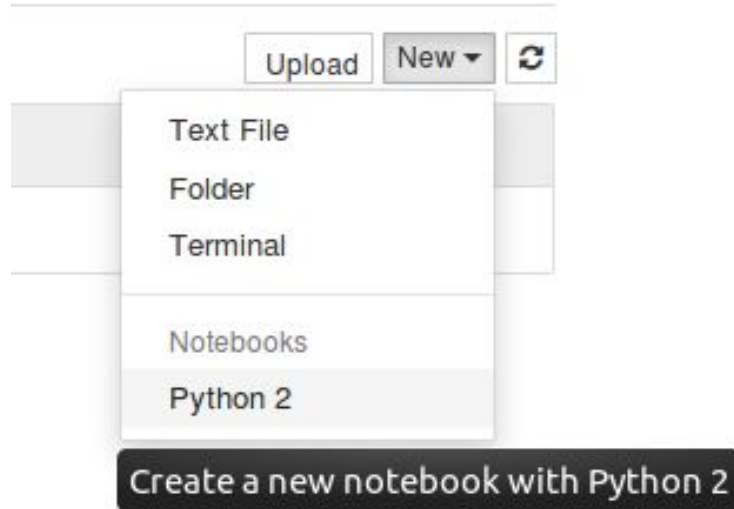 Upload New
Text File
Folder
Terminal
Notebooks
Python 2
Create a new notebook with Python 2